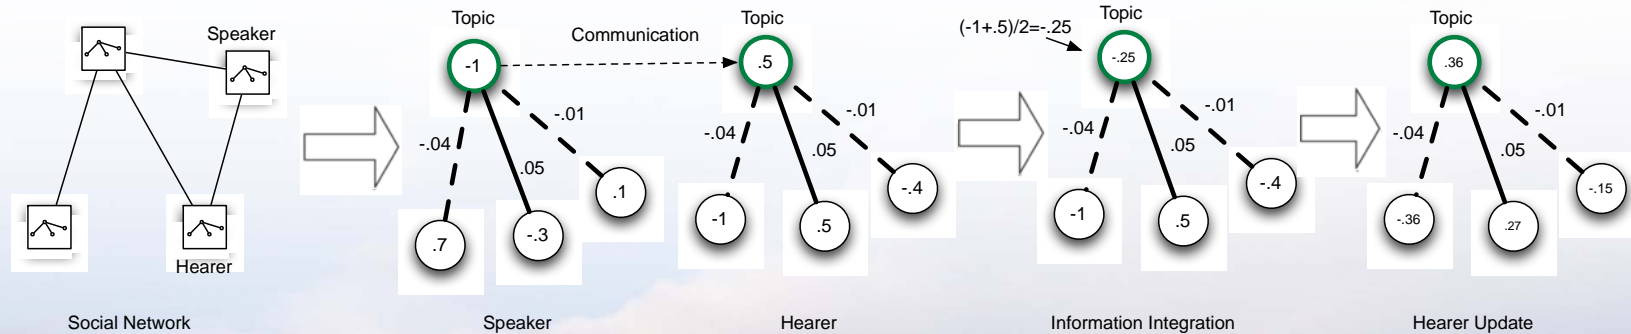 Speaker
Hearer
Social Network
Topic
-1
-.04
.05
-.01
.7
-.3
.1
Speaker
Communication
Topic
.5
-.04
.05
-.01
-1
.5
-.4
Hearer
(-1+.5)/2=-.25
Topic
-.25
-.04
.05
-.01
-1
.5
-.4
Information Integration
Topic
.36
-.04
.05
-.01
-.36
.27
-.15
Hearer Update